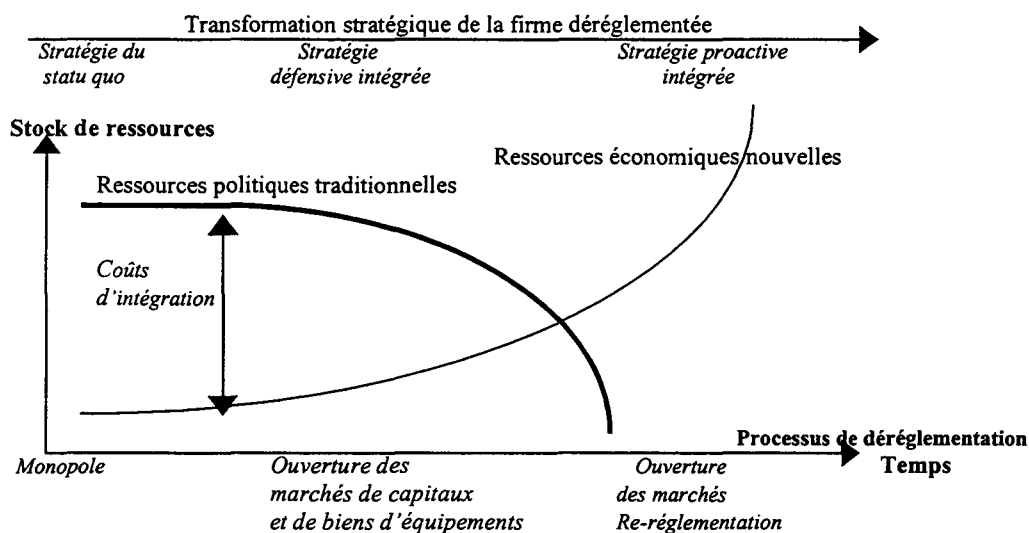 Transformation stratégique de la firme déréglementée
Stratégie du
statu quo
Stratégie
défensive intégrée
Stratégie proactive
intégrée
Stock de ressources
Ressources économiques nouvelles
Ressources politiques traditionnelles
Coûts
d'intégration
Processus de déréglementation
Temps
Monopole
Ouverture des
marchés de capitaux
et de biens d'équipements
Ouverture
des marchés
Re-réglementation